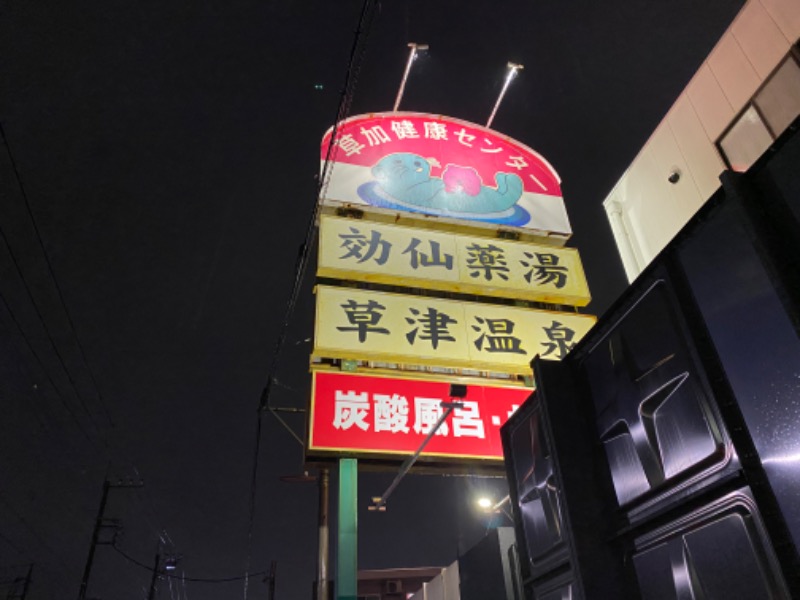 草加健康センター
効仙薬湯
草津温泉
炭酸風呂・